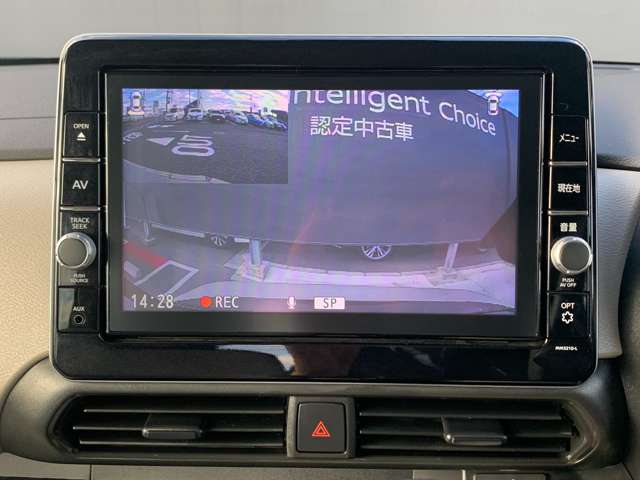 OPEN
AV
TRACK
SEEK
PUSH
SOURCE
AUX
ntelligent Choice
認定中古車
14:28 REC SP
メニュー
現在地
音量
PUSH
AV OFF
OPT
MM521D-L